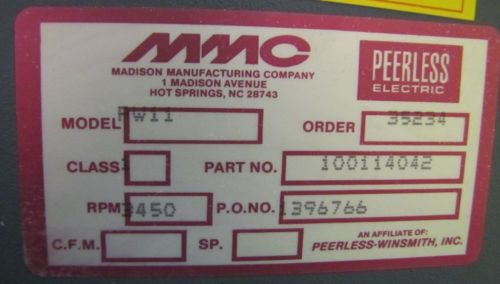 MMC
MADISON MANUFACTURING COMPANY
1 MADISON AVENUE
HOT SPRINGS, NC 28743
PEERLESS
ELECTRIC
MODEL PW11 ORDER 35234
CLASS PART NO. 100114042
RPM 3450 P.O.NO. 1396766
C.F.M. SP.
AN AFFILIATE OF:
PEERLESS-WINSMITH, INC.